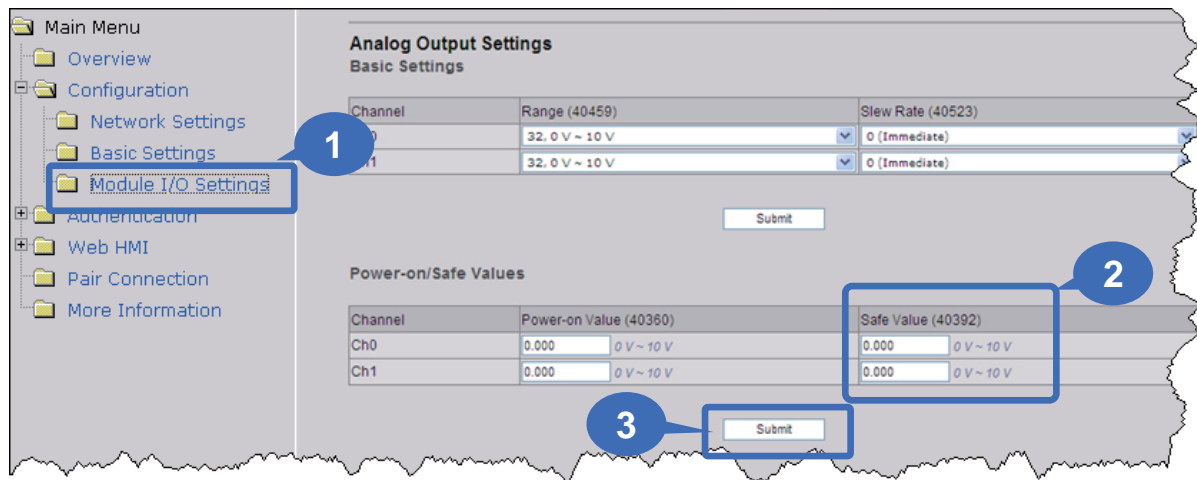 Main Menu
Overview
Configuration
Network Settings
Basic Settings
Module I/O Settings
Authentication
Web HMI
Pair Connection
More Information
1
Analog Output Settings
Basic Settings
Channel Range (40459) Slew Rate (40523)
32, 0 V ~ 10 V 0 (Immediate)
32, 0 V ~ 10 V 0 (Immediate)
Submit
2
Power-on/Safe Values
Channel Power-on Value (40360) Safe Value (40392)
Ch0 0.000 0 V ~ 10 V 0.000 0 V ~ 10 V
Ch1 0.000 0 V ~ 10 V 0.000 0 V ~ 10 V
3
Submit